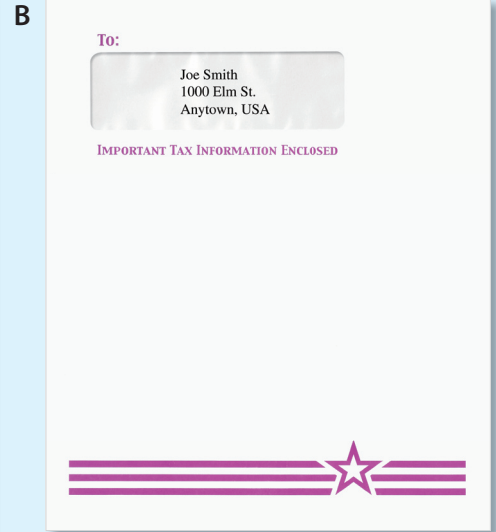 B
To:
Joe Smith
1000 Elm St.
Anytown, USA
IMPORTANT TAX INFORMATION ENCLOSED